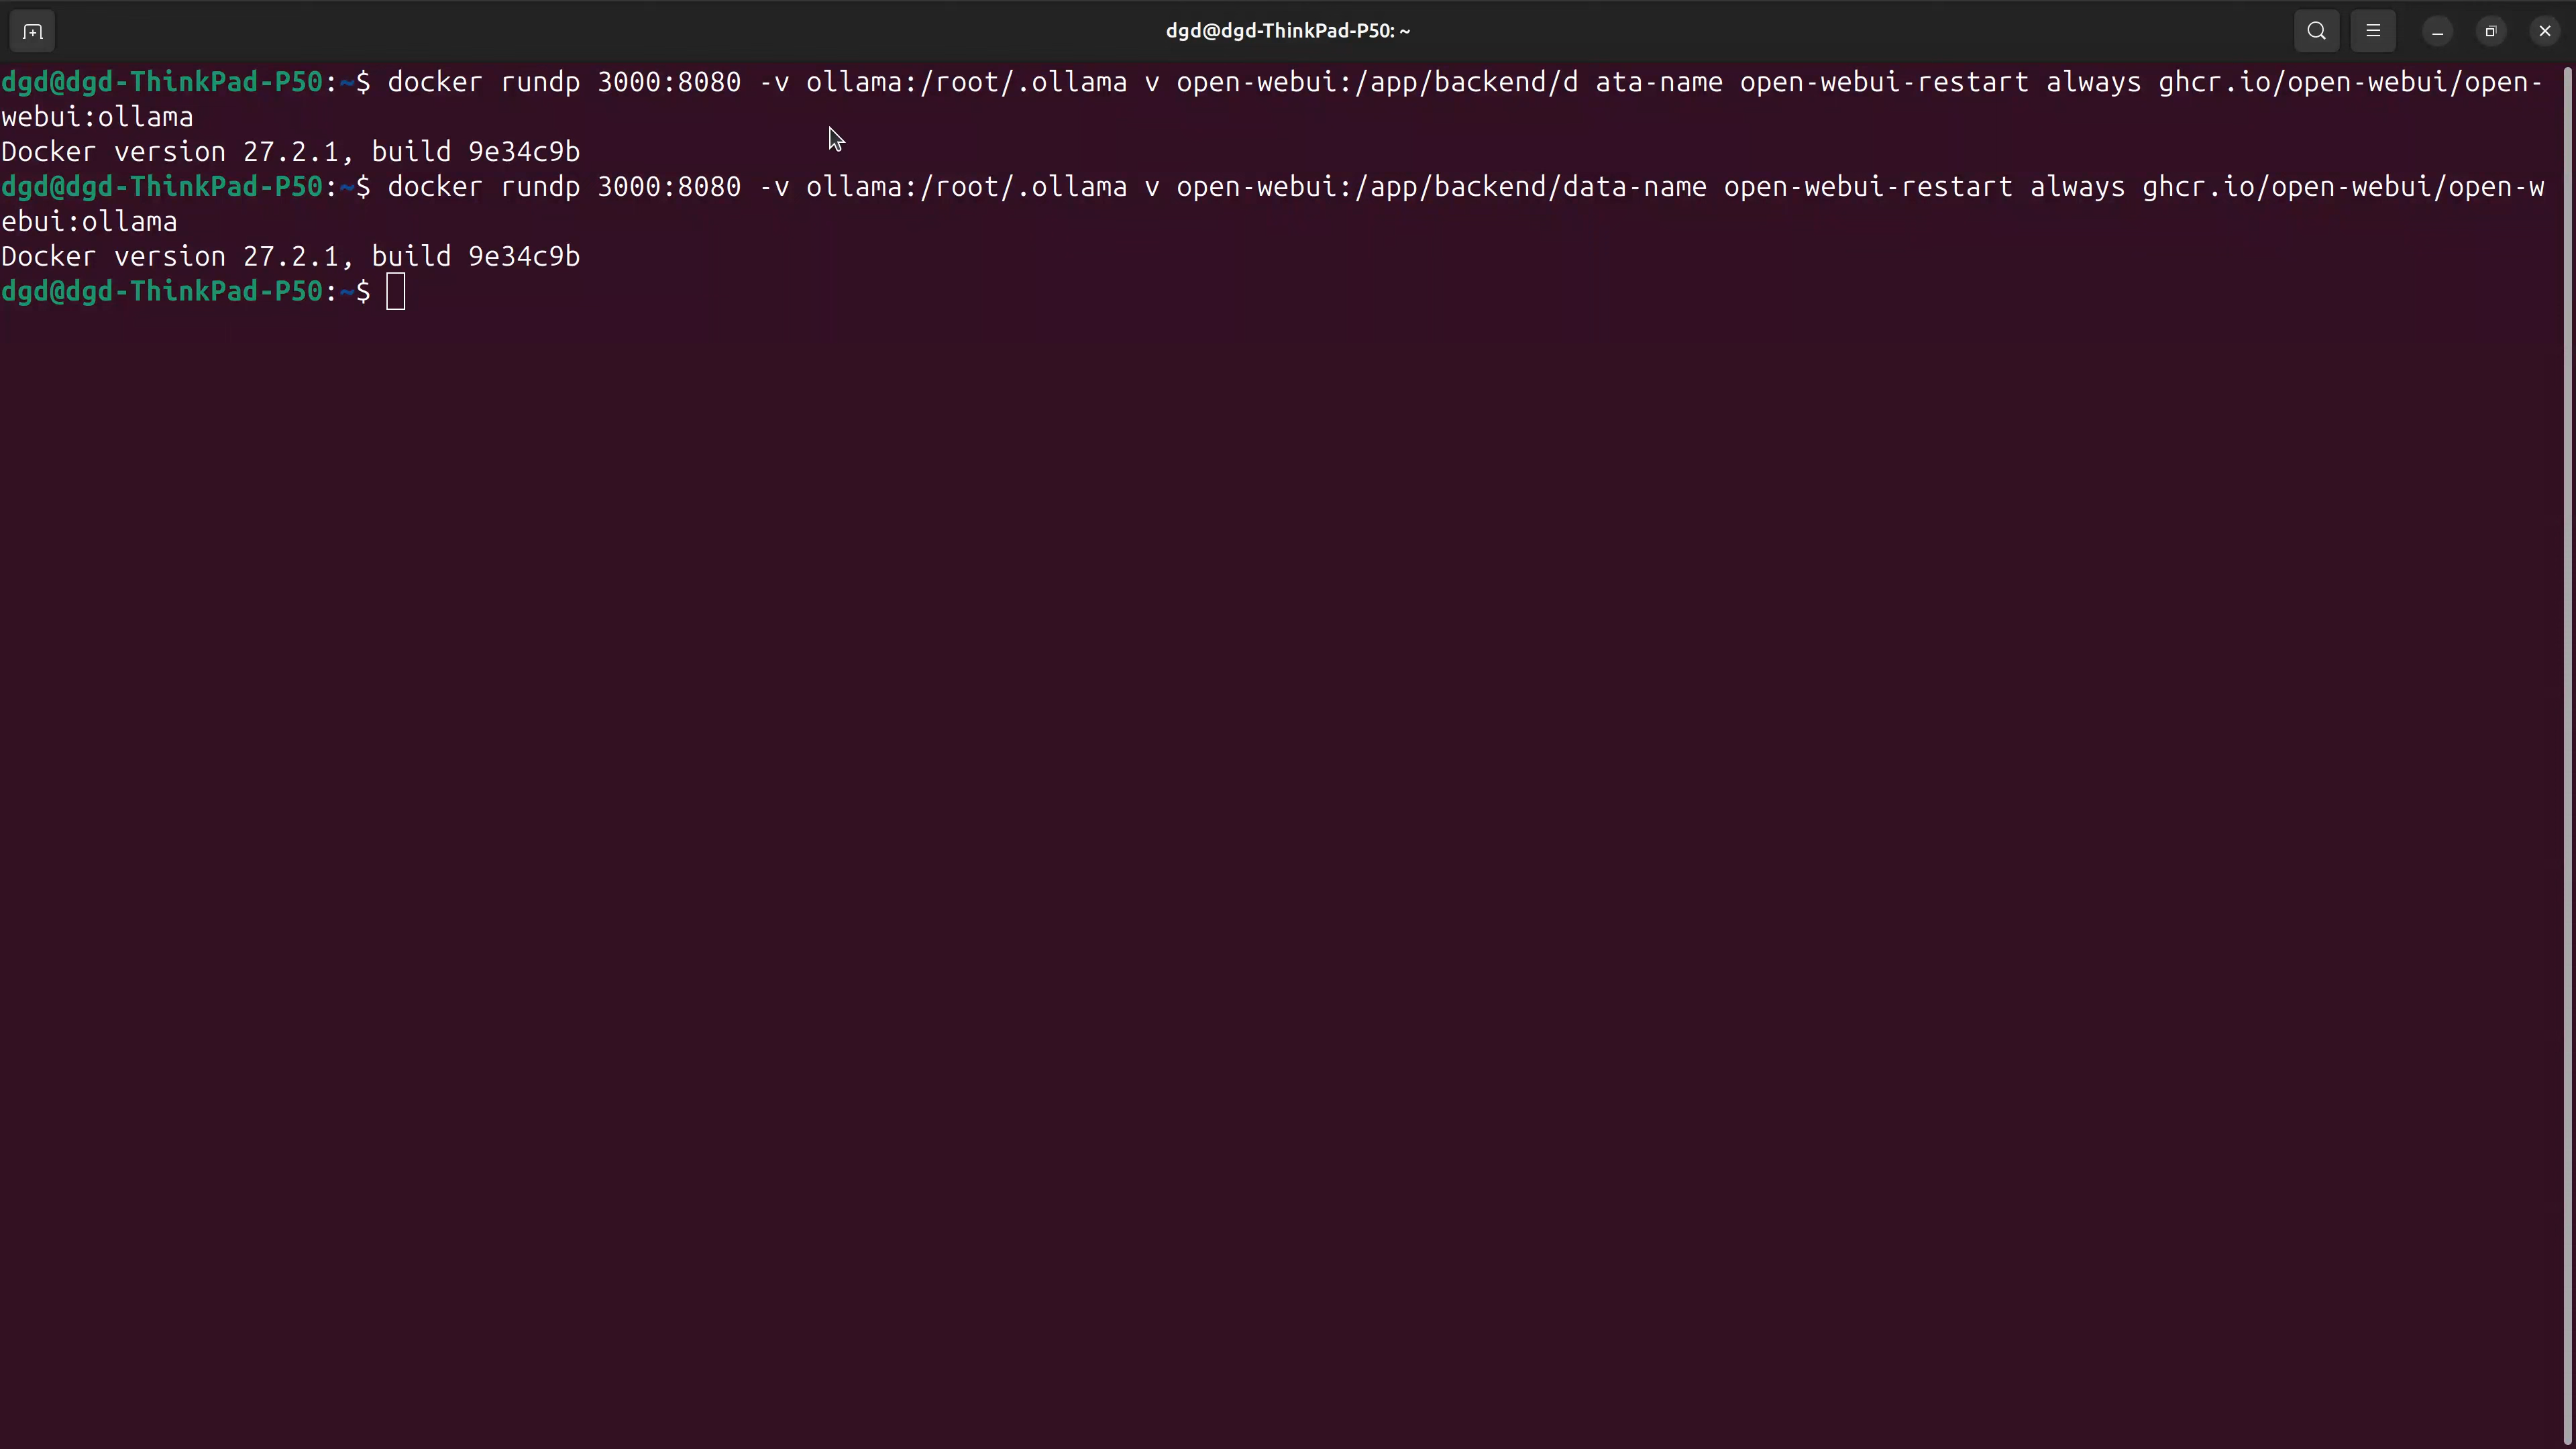 dgd@dgd-ThinkPad-P50: ~
dgd@dgd-ThinkPad-P50:~$ docker rundp 3000:8080 -v ollama:/root/.ollama v open-webui:/app/backend/d ata-name open-webui-restart always ghcr.io/open-webui/open-
webui:ollama
Docker version 27.2.1, build 9e34c9b
dgd@dgd-ThinkPad-P50:~$ docker rundp 3000:8080 -v ollama:/root/.ollama v open-webui:/app/backend/data-name open-webui-restart always ghcr.io/open-webui/open-w
ebui:ollama
Docker version 27.2.1, build 9e34c9b
dgd@dgd-ThinkPad-P50:~$